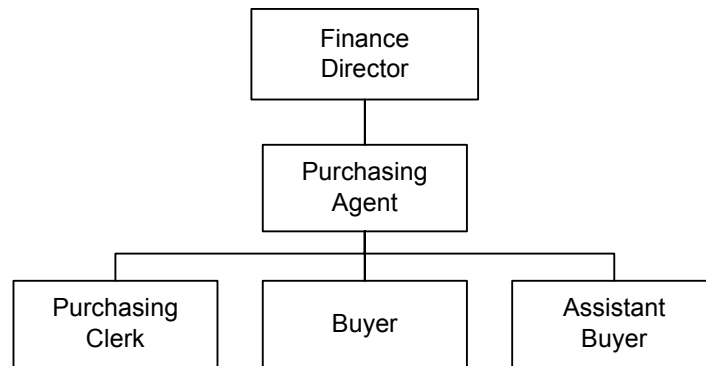 Finance
Director
Purchasing
Agent
Purchasing
Clerk
Buyer
Assistant
Buyer